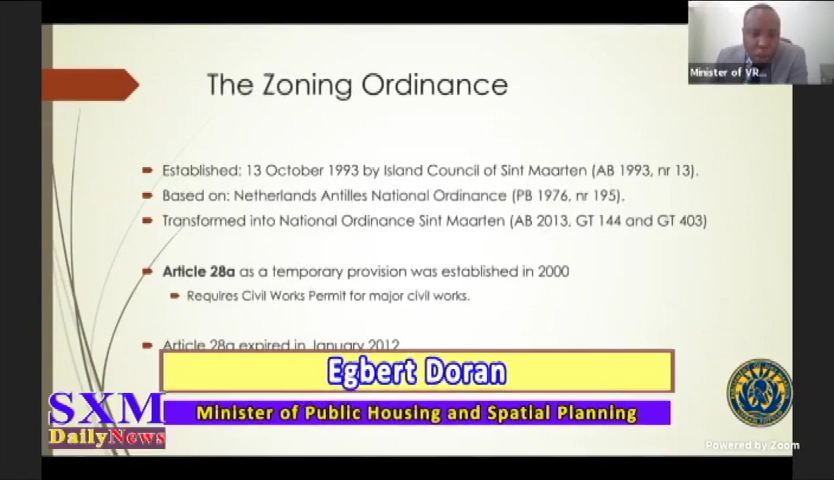 Minister of VR...
The Zoning Ordinance
Established: 13 October 1993 by Island Council of Sint Maarten (AB 1993, nr 13).
Based on: Netherlands Antilles National Ordinance (PB 1976, nr 195).
Transformed into National Ordinance Sint Maarten (AB 2013, GT 144 and GT 403)
Article 28a as a temporary provision was established in 2000
Requires Civil Works Permit for major civil works.
Article 28a expired in January 2012
Egbert Doran
Minister of Public Housing and Spatial Planning
SXM
DailyNews
Powered by Zoom